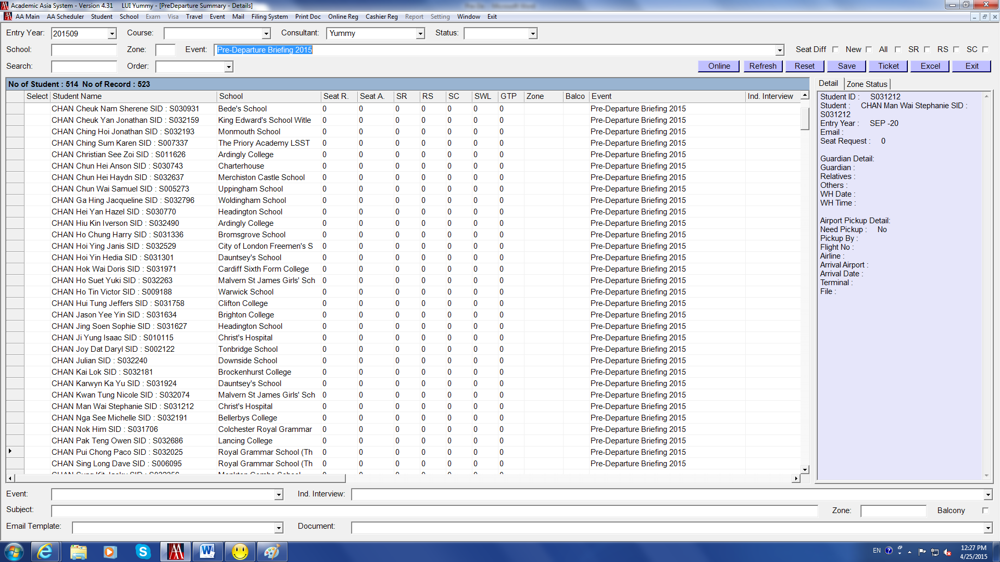 Academic Asia System - Version 4.31 LUI Yummy - [PreDeparture Summary - Details]
AA Main AA Scheduler Student School Exam Visa Travel Event Mail Filing System Print Doc Online Reg Cashier Reg Report Setting Window Exit
Entry Year: 201509 Course: Consultant: Yummy Status:
School: Zone: Event: Pre-Departure Briefing 2015 Seat Diff New All SR RS SC
Search: Order: Online Refresh Reset Save Ticket Excel Exit
No of Student : 514 No of Record : 523
Select Student Name School Seat R. Seat A. SR RS SC SWL GTP Zone Balco Event Ind. Interview
CHAN Cheuk Nam Sherene SID : S030931 Bede's School 0 0 0 0 0 0 0 Pre-Departure Briefing 2015
CHAN Cheuk Yan Jonathan SID : S032159 King Edward's School Witle 0 0 0 0 0 0 0 Pre-Departure Briefing 2015
CHAN Ching Hoi Jonathan SID : S032193 Monmouth School 0 0 0 0 0 0 0 Pre-Departure Briefing 2015
CHAN Ching Sum Karen SID : S007337 The Priory Academy LSST 0 0 0 0 0 0 0 Pre-Departure Briefing 2015
CHAN Christian See Zoi SID : S011626 Ardingly College 0 0 0 0 0 0 0 Pre-Departure Briefing 2015
CHAN Chun Hei Anson SID : S030743 Charterhouse 0 0 0 0 0 0 0 Pre-Departure Briefing 2015
CHAN Chun Hei Haydn SID : S032637 Merchiston Castle School 0 0 0 0 0 0 0 Pre-Departure Briefing 2015
CHAN Chun Wai Samuel SID : S005273 Uppingham School 0 0 0 0 0 0 0 Pre-Departure Briefing 2015
CHAN Ga Hing Jacqueline SID : S032796 Woldingham School 0 0 0 0 0 0 0 Pre-Departure Briefing 2015
CHAN Hei Yan Hazel SID : S030770 Headington School 0 0 0 0 0 0 0 Pre-Departure Briefing 2015
CHAN Hiu Kin Iverson SID : S032490 Ardingly College 0 0 0 0 0 0 0 Pre-Departure Briefing 2015
CHAN Ho Chung Harry SID : S031336 Bromsgrove School 0 0 0 0 0 0 0 Pre-Departure Briefing 2015
CHAN Hoi Ying Janis SID : S032529 City of London Freemen's S 0 0 0 0 0 0 0 Pre-Departure Briefing 2015
CHAN Hoi Yin Hedia SID : S031301 Dauntsey's School 0 0 0 0 0 0 0 Pre-Departure Briefing 2015
CHAN Hok Wai Doris SID : S031971 Cardiff Sixth Form College 0 0 0 0 0 0 0 Pre-Departure Briefing 2015
CHAN Ho Suet Yuki SID : S032263 Malvern St James Girls' Sch 0 0 0 0 0 0 0 Pre-Departure Briefing 2015
CHAN Ho Tin Victor SID : S009188 Warwick School 0 0 0 0 0 0 0 Pre-Departure Briefing 2015
CHAN Hui Tung Jeffers SID : S031758 Clifton College 0 0 0 0 0 0 0 Pre-Departure Briefing 2015
CHAN Jason Yee Yin SID : S031634 Brighton College 0 0 0 0 0 0 0 Pre-Departure Briefing 2015
CHAN Jing Soen Sophie SID : S031627 Headington School 0 0 0 0 0 0 0 Pre-Departure Briefing 2015
CHAN Ji Yung Isaac SID : S010115 Christ's Hospital 0 0 0 0 0 0 0 Pre-Departure Briefing 2015
CHAN Joy Dat Daryl SID : S002122 Tonbridge School 0 0 0 0 0 0 0 Pre-Departure Briefing 2015
CHAN Julian SID : S032240 Downside School 0 0 0 0 0 0 0 Pre-Departure Briefing 2015
CHAN Kai Lok SID : S032181 Brockenhurst College 0 0 0 0 0 0 0 Pre-Departure Briefing 2015
CHAN Karwyn Ka Yu SID : S031924 Dauntsey's School 0 0 0 0 0 0 0 Pre-Departure Briefing 2015
CHAN Kwan Tung Nicole SID : S032074 Malvern St James Girls' Sch 0 0 0 0 0 0 0 Pre-Departure Briefing 2015
CHAN Man Wai Stephanie SID : S031212 Christ's Hospital 0 0 0 0 0 0 0 Pre-Departure Briefing 2015
CHAN Nga See Michelle SID : S032191 Bellerbys College 0 0 0 0 0 0 0 Pre-Departure Briefing 2015
CHAN Nok Him SID : S031706 Colchester Royal Grammar 0 0 0 0 0 0 0 Pre-Departure Briefing 2015
CHAN Pak Teng Owen SID : S032686 Lancing College 0 0 0 0 0 0 0 Pre-Departure Briefing 2015
CHAN Pui Chong Paco SID : S032025 Royal Grammar School (Th 0 0 0 0 0 0 0 Pre-Departure Briefing 2015
CHAN Sing Long Dave SID : S006095 Royal Grammar School (Th 0 0 0 0 0 0 0 Pre-Departure Briefing 2015
Detail Zone Status
Student ID : S031212
Student : CHAN Man Wai Stephanie SID :
S031212
Entry Year : SEP -20
Email :
Seat Request : 0
Guardian Detail:
Guardian :
Relatives :
Others :
WH Date :
WH Time :
Airport Pickup Detail:
Need Pickup : No
Pickup By :
Flight No :
Airline :
Arrival Airport :
Arrival Date :
Terminal :
File :
Event: Ind. Interview:
Subject: Zone: Balcony
Email Template: Document:
EN 12:27 PM
4/25/2015